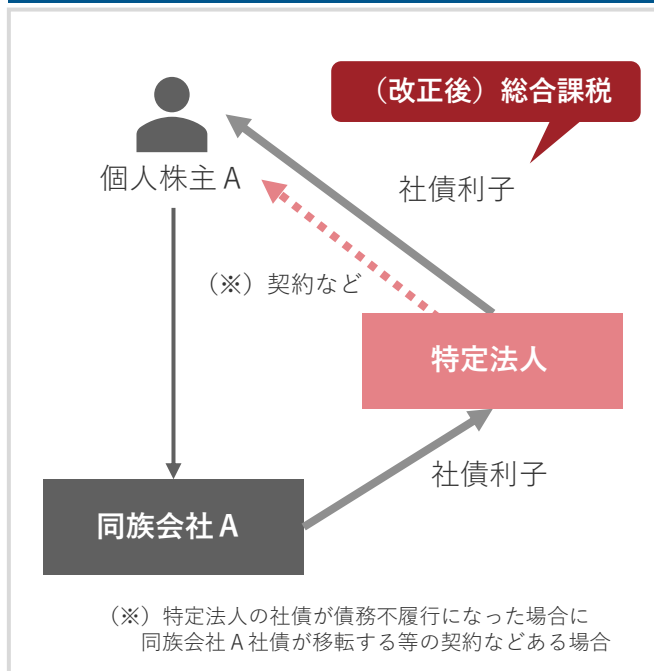 （改正後）総合課税
個人株主Ａ
社債利子
（※）契約など
特定法人
社債利子
同族会社Ａ
（※）特定法人の社債が債務不履行になった場合に
同族会社Ａ社債が移転する等の契約などある場合